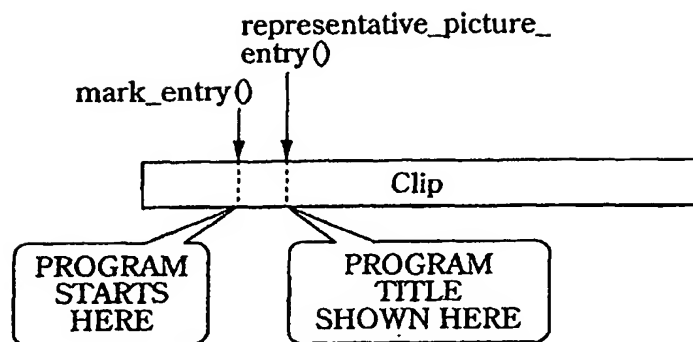 representative_picture_
entry()
mark_entry()
Clip
PROGRAM
STARTS
HERE
PROGRAM
TITLE
SHOWN HERE